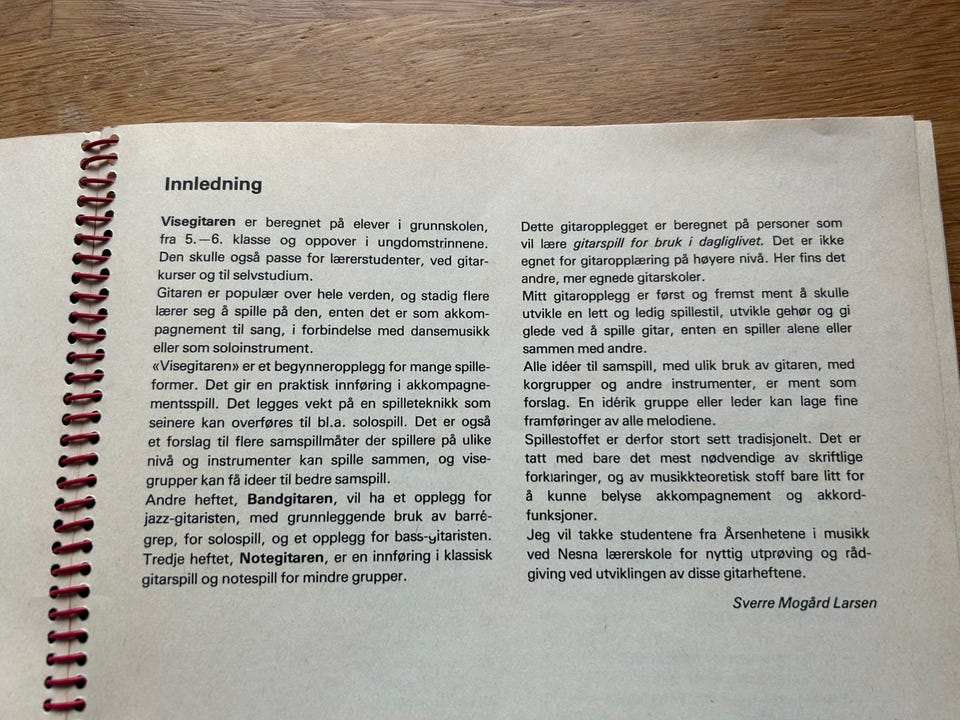 Innledning
Visegitaren er beregnet på elever i grunnskolen,
fra 5.—6. klasse og oppover i ungdomstrinnene.
Den skulle også passe for lærerstudenter, ved gitar-
kurser og til selvstudium.
Gitaren er populær over hele verden, og stadig flere
lærer seg å spille på den, enten det er som akkom-
pagnement til sang, i forbindelse med dansemusikk
eller som soloinstrument.
«Visegitaren» er et begynneropplegg for mange spille-
former. Det gir en praktisk innføring i akkompagne-
mentsspill. Det legges vekt på en spilleteknikk som
seinere kan overføres til bl.a. solospill. Det er også
et forslag til flere samspillmåter der spillere på ulike
nivå og instrumenter kan spille sammen, og vise-
grupper kan få ideer til bedre samspill.
Andre heftet, Bandgitaren, vil ha et opplegg for
jazz-gitaristen, med grunnleggende bruk av barré-
grep, for solospill, og et opplegg for bass-gitaristen.
Tredje heftet, Notegitaren, er en innføring i klassisk
gitarspill og notespill for mindre grupper.
Dette gitaropplegget er beregnet på personer som
vil lære gitarspill for bruk i dagliglivet. Det er ikke
egnet for gitaropplæring på høyere nivå. Her fins det
andre, mer egnede gitarskoler.
Mitt gitaropplegg er først og fremst ment å skulle
utvikle en lett og ledig spillestil, utvikle gehør og gi
glede ved å spille gitar, enten en spiller alene eller
sammen med andre.
Alle idéer til samspill, med ulik bruk av gitaren, med
korgrupper og andre instrumenter, er ment som
forslag. En idérik gruppe eller leder kan lage fine
framføringer av alle melodiene.
Spillestoffet er derfor stort sett tradisjonelt. Det er
tatt med bare det mest nødvendige av skriftlige
forklaringer, og av musikkteoretisk stoff bare litt for
å kunne belyse akkompagnement og akkord-
funksjoner.
Jeg vil takke studentene fra Årsenhetene i musikk
ved Nesna lærerskole for nyttig utprøving og råd-
giving ved utviklingen av disse gitarheftene.
Sverre Mogård Larsen